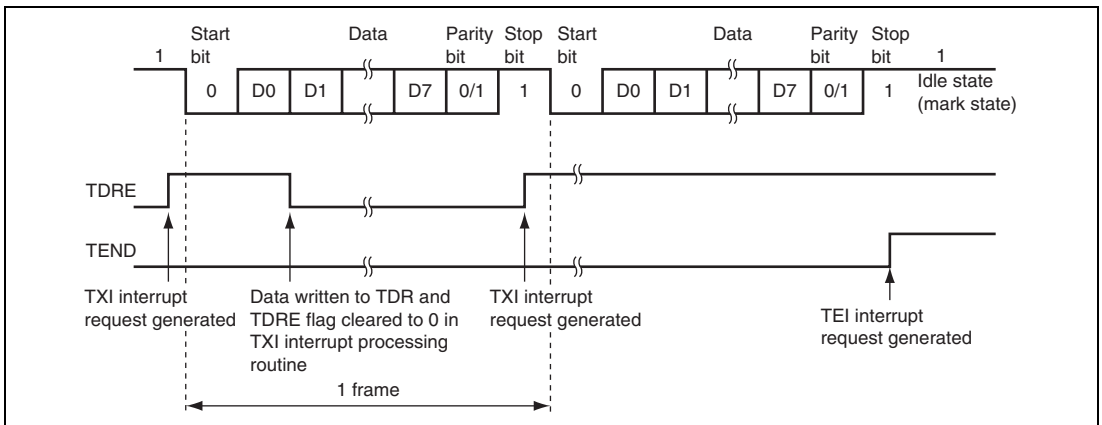 Start Data Parity Stop Start Data Parity Stop
1 bit bit bit bit bit bit 1
0 D0 D1 D7 0/1 1 0 D0 D1 D7 0/1 1 Idle state
(mark state)
TDRE
TEND
TXI interrupt
request generated
Data written to TDR and
TDRE flag cleared to 0 in
TXI interrupt processing
routine
TXI interrupt
request generated
TEI interrupt
request generated
1 frame